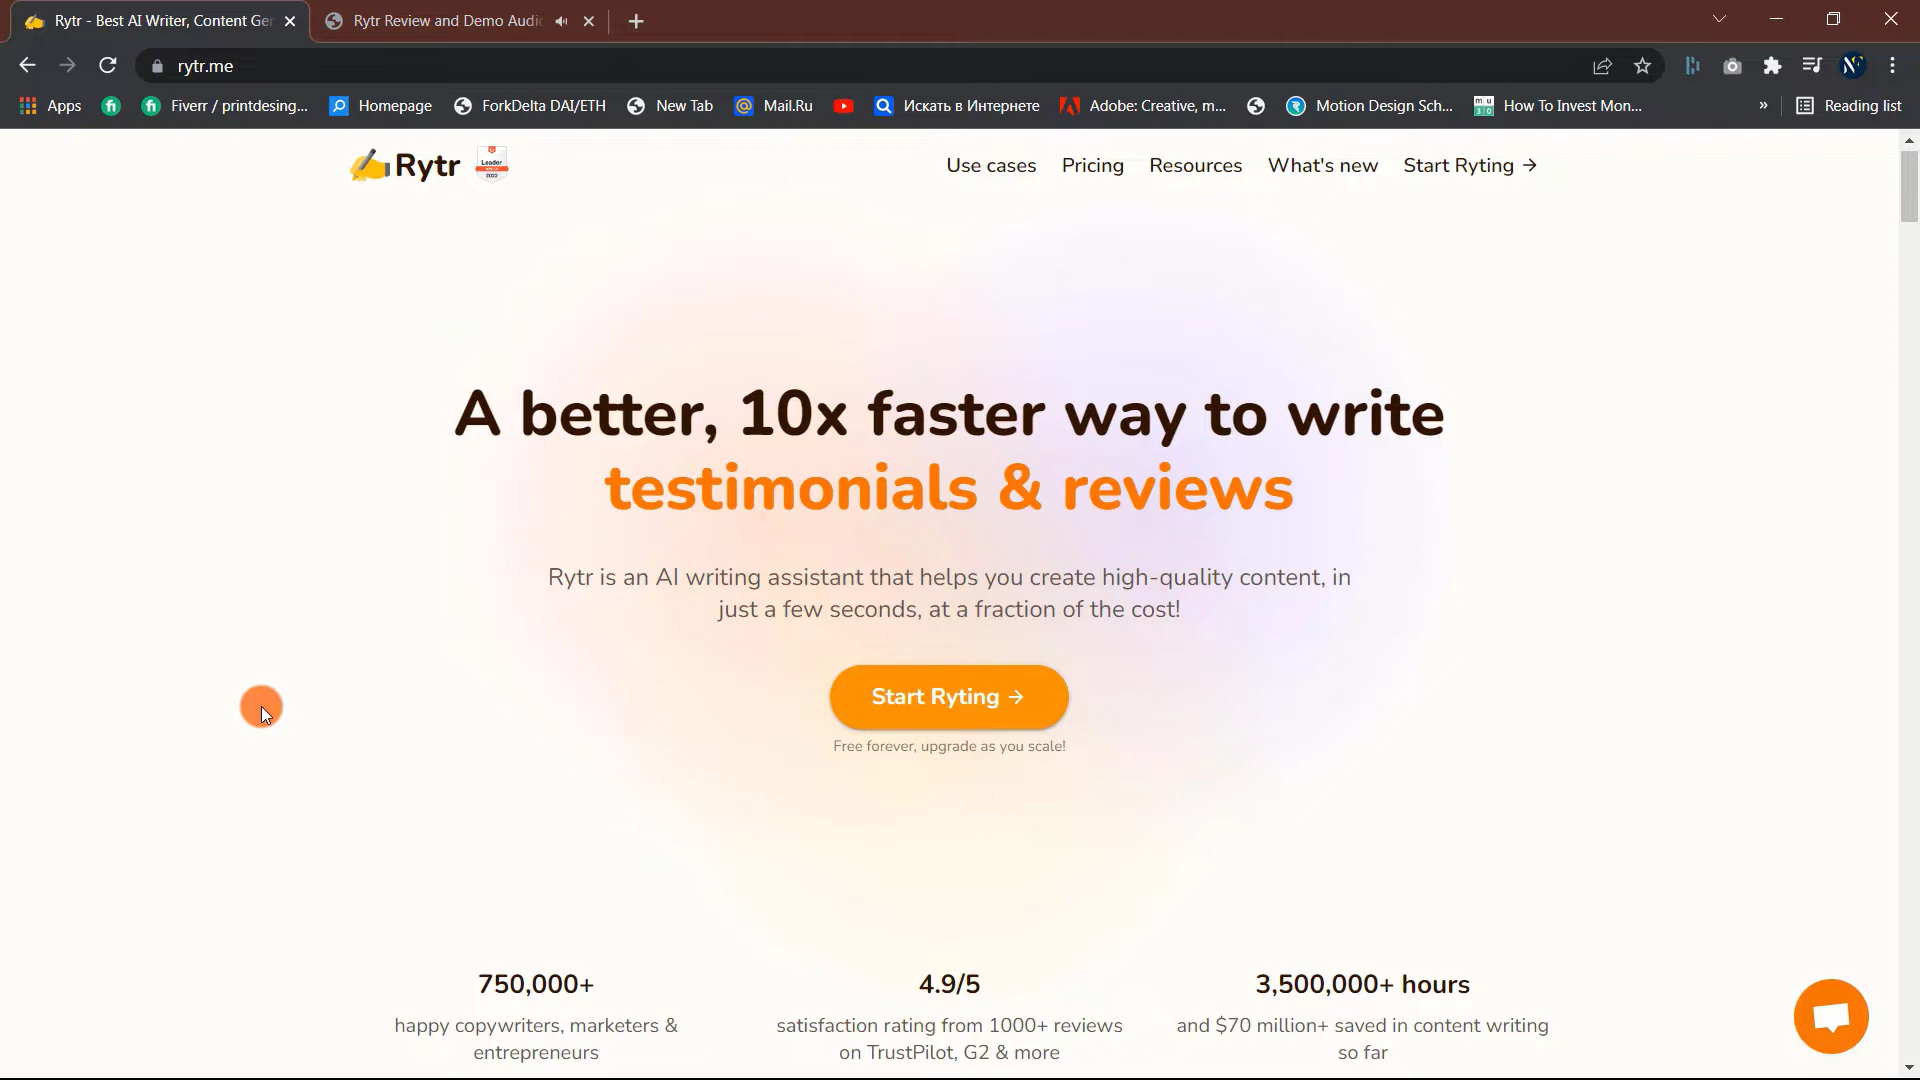 Rytr - Best AI Writer, Content Ge
Rytr Review and Demo Audi
rytr.me
Apps
Fiverr / printdesing...
Homepage
ForkDelta DAI/ETH
New Tab
Mail.Ru
Искать в Интернете
Adobe: Creative, m...
Motion Design Sch...
How To Invest Mon...
»
Reading list
Rytr
Leader
2022
Use cases
Pricing
Resources
What's new
Start Ryting →
A better, 10x faster way to write
testimonials & reviews
Rytr is an AI writing assistant that helps you create high-quality content, in
just a few seconds, at a fraction of the cost!
Start Ryting →
Free forever, upgrade as you scale!
750,000+
happy copywriters, marketers &
entrepreneurs
4.9/5
satisfaction rating from 1000+ reviews
on TrustPilot, G2 & more
3,500,000+ hours
and $70 million+ saved in content writing
so far